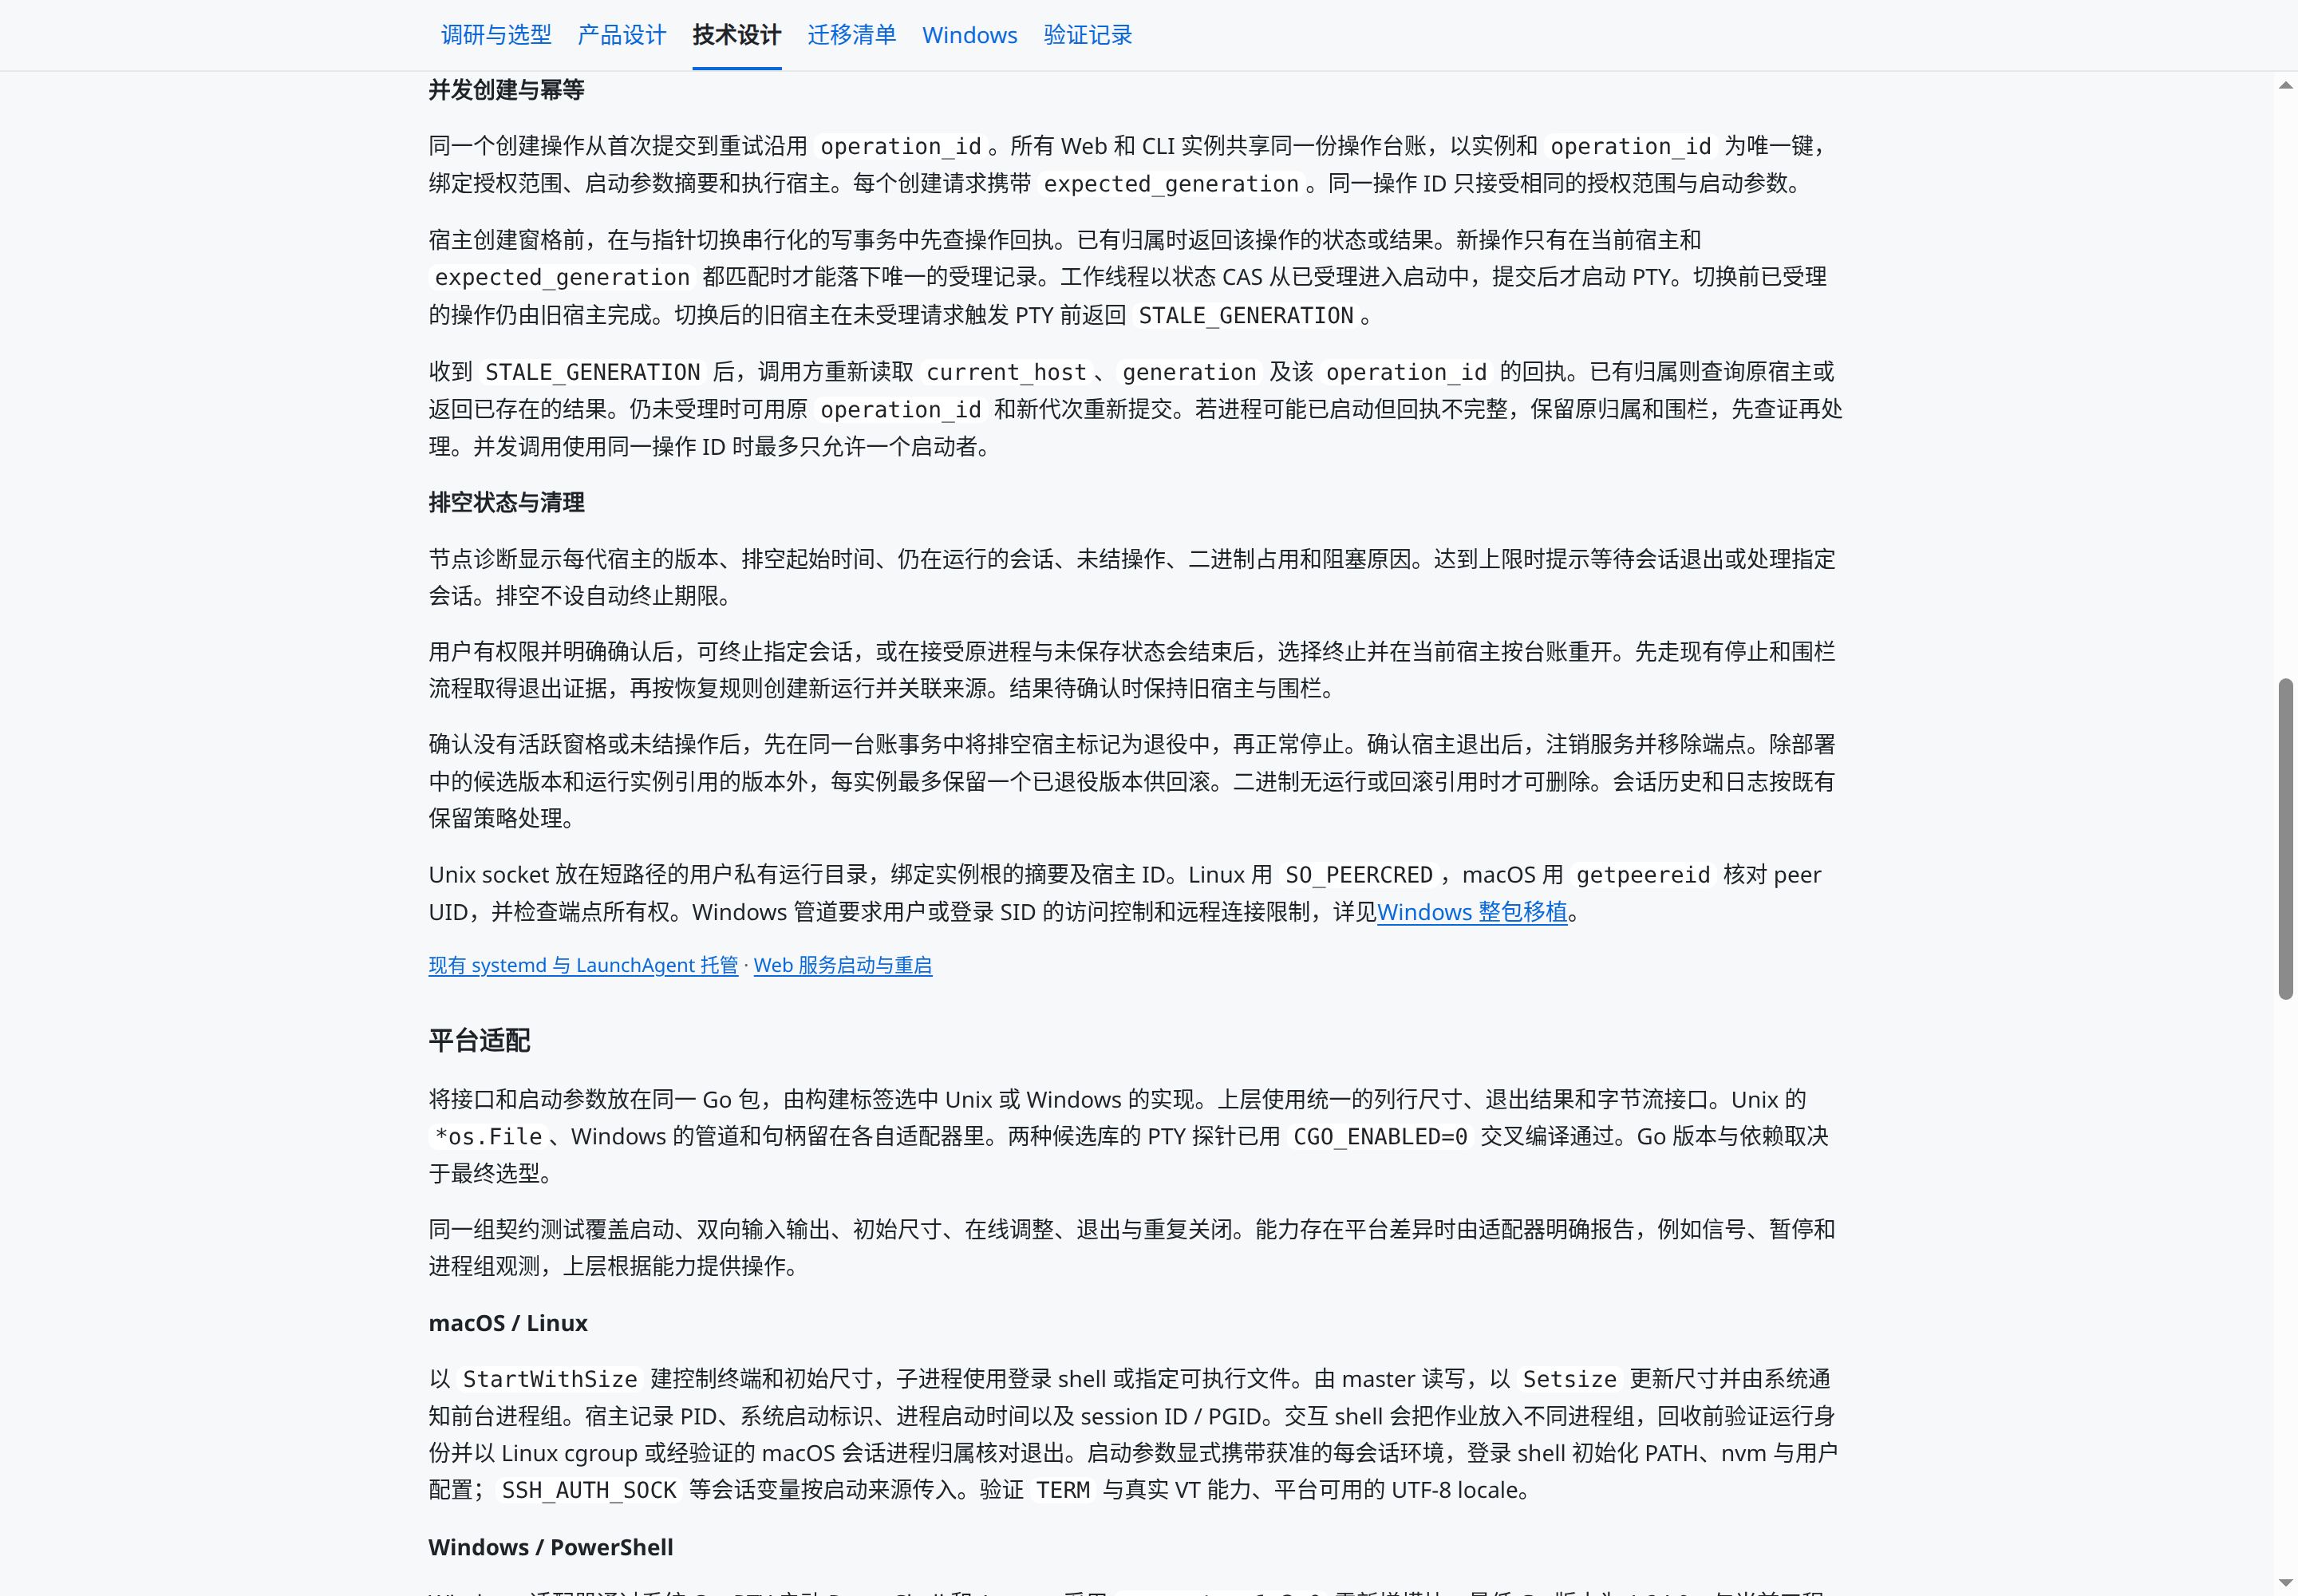 调研与选型 产品设计 技术设计 迁移清单 Windows 验证记录
并发创建与幂等
同一个创建操作从首次提交到重试沿用 operation_id。所有 Web 和 CLI 实例共享同一份操作台账，以实例和 operation_id 为唯一键，
绑定授权范围、启动参数摘要和执行宿主。每个创建请求携带 expected_generation。同一操作 ID 只接受相同的授权范围与启动参数。
宿主创建窗格前，在与指针切换串行化的写事务中先查操作回执。已有归属时返回该操作的状态或结果。新操作只有在当前宿主和
expected_generation 都匹配时才能落下唯一的受理记录。工作线程以状态 CAS 从已受理进入启动中，提交后才启动 PTY。切换前已受理
的操作仍由旧宿主完成。切换后的旧宿主在未受理请求触发 PTY 前返回 STALE_GENERATION。
收到 STALE_GENERATION 后，调用方重新读取 current_host、generation 及该 operation_id 的回执。已有归属则查询原宿主或
返回已存在的结果。仍未受理时可用原 operation_id 和新代次重新提交。若进程可能已启动但回执不完整，保留原归属和围栏，先查证再处
理。并发调用使用同一操作 ID 时最多只允许一个启动者。
排空状态与清理
节点诊断显示每代宿主的版本、排空起始时间、仍在运行的会话、未结操作、二进制占用和阻塞原因。达到上限时提示等待会话退出或处理指定
会话。排空不设自动终止期限。
用户有权限并明确确认后，可终止指定会话，或在接受原进程与未保存状态会结束后，选择终止并在当前宿主按台账重开。先走现有停止和围栏
流程取得退出证据，再按恢复规则创建新运行并关联来源。结果待确认时保持旧宿主与围栏。
确认没有活跃窗格或未结操作后，先在同一台账事务中将排空宿主标记为退役中，再正常停止。确认宿主退出后，注销服务并移除端点。除部署
中的候选版本和运行实例引用的版本外，每实例最多保留一个已退役版本供回滚。二进制无运行或回滚引用时才可删除。会话历史和日志按既有
保留策略处理。
Unix socket 放在短路径的用户私有运行目录，绑定实例根的摘要及宿主 ID。Linux 用 SO_PEERCRED，macOS 用 getpeereid 核对 peer
UID，并检查端点所有权。Windows 管道要求用户或登录 SID 的访问控制和远程连接限制，详见Windows 整包移植。
现有 systemd 与 LaunchAgent 托管 · Web 服务启动与重启
平台适配
将接口和启动参数放在同一 Go 包，由构建标签选中 Unix 或 Windows 的实现。上层使用统一的列行尺寸、退出结果和字节流接口。Unix 的
*os.File、Windows 的管道和句柄留在各自适配器里。两种候选库的 PTY 探针已用 CGO_ENABLED=0 交叉编译通过。Go 版本与依赖取决
于最终选型。
同一组契约测试覆盖启动、双向输入输出、初始尺寸、在线调整、退出与重复关闭。能力存在平台差异时由适配器明确报告，例如信号、暂停和
进程组观测，上层根据能力提供操作。
macOS / Linux
以 StartWithSize 建控制终端和初始尺寸，子进程使用登录 shell 或指定可执行文件。由 master 读写，以 Setsize 更新尺寸并由系统通
知前台进程组。宿主记录 PID、系统启动标识、进程启动时间以及 session ID / PGID。交互 shell 会把作业放入不同进程组，回收前验证运行身
份并以 Linux cgroup 或经验证的 macOS 会话进程归属核对退出。启动参数显式携带获准的每会话环境，登录 shell 初始化 PATH、nvm 与用户
配置；SSH_AUTH_SOCK 等会话变量按启动来源传入。验证 TERM 与真实 VT 能力、平台可用的 UTF-8 locale。
Windows / PowerShell